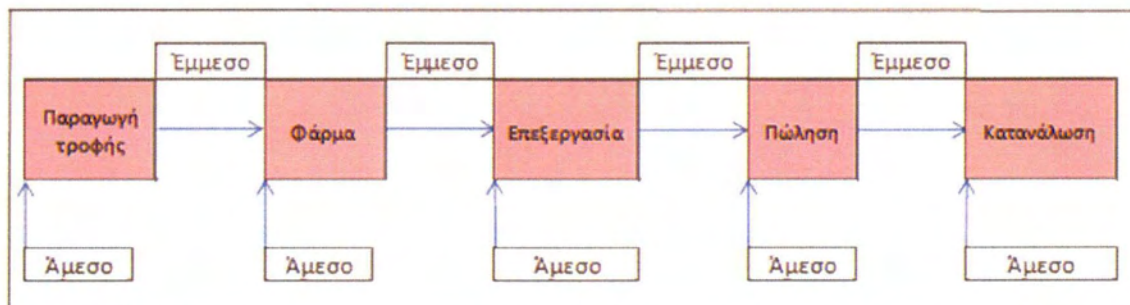 Έμμεσο Έμμεσο Έμμεσο Έμμεσο
Παραγωγή
τροφής
Φάρμα
Επεξεργασία
Πώληση
Κατανάλωση
Άμεσο Άμεσο Άμεσο Άμεσο Άμεσο